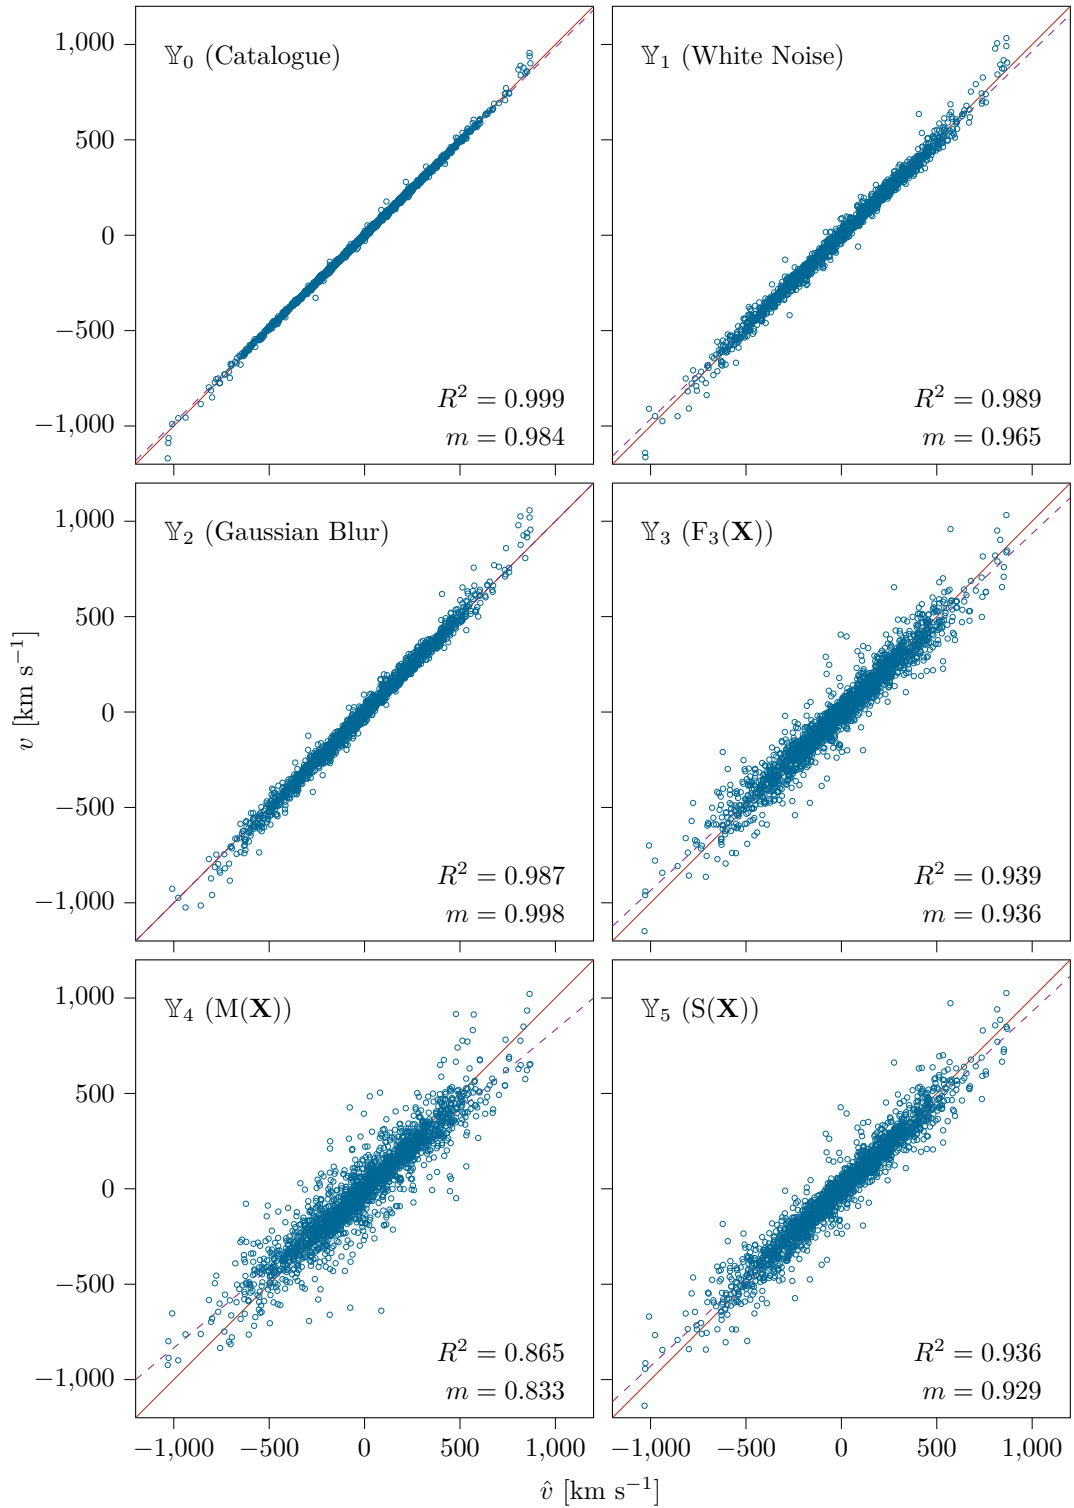 𝕐₀ (Catalogue)
R² = 0.999
m = 0.984
𝕐₁ (White Noise)
R² = 0.989
m = 0.965
1,000
500
0
−500
−1,000
𝕐₂ (Gaussian Blur)
R² = 0.987
m = 0.998
𝕐₃ (F₃(𝐗))
R² = 0.939
m = 0.936
1,000
500
0
−500
−1,000
v [km s⁻¹]
𝕐₄ (M(𝐗))
R² = 0.865
m = 0.833
𝕐₅ (S(𝐗))
R² = 0.936
m = 0.929
1,000
500
0
−500
−1,000
−1,000 −500 0 500 1,000
−1,000 −500 0 500 1,000
v̂ [km s⁻¹]